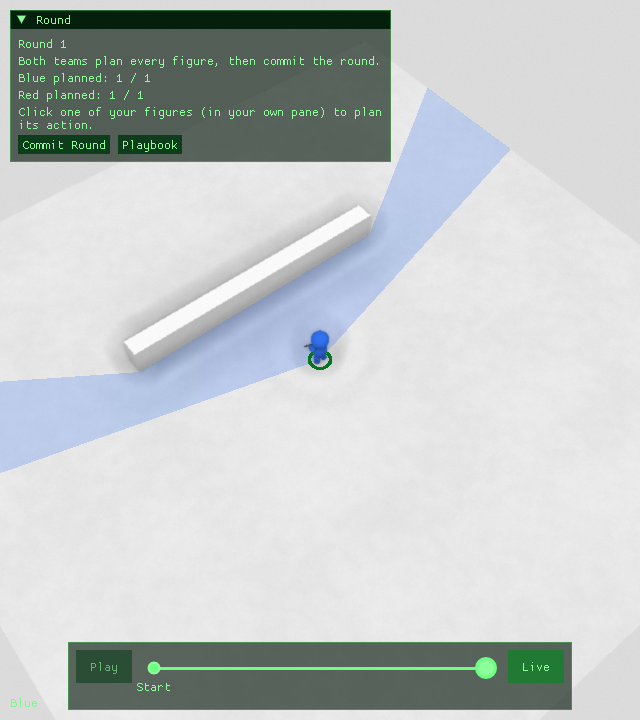 Round
Round 1
Both teams plan every figure, then commit the round.
Blue planned: 1 / 1
Red planned: 1 / 1
Click one of your figures (in your own pane) to plan
its action.
Commit Round Playbook
Play Live
Start
Blue